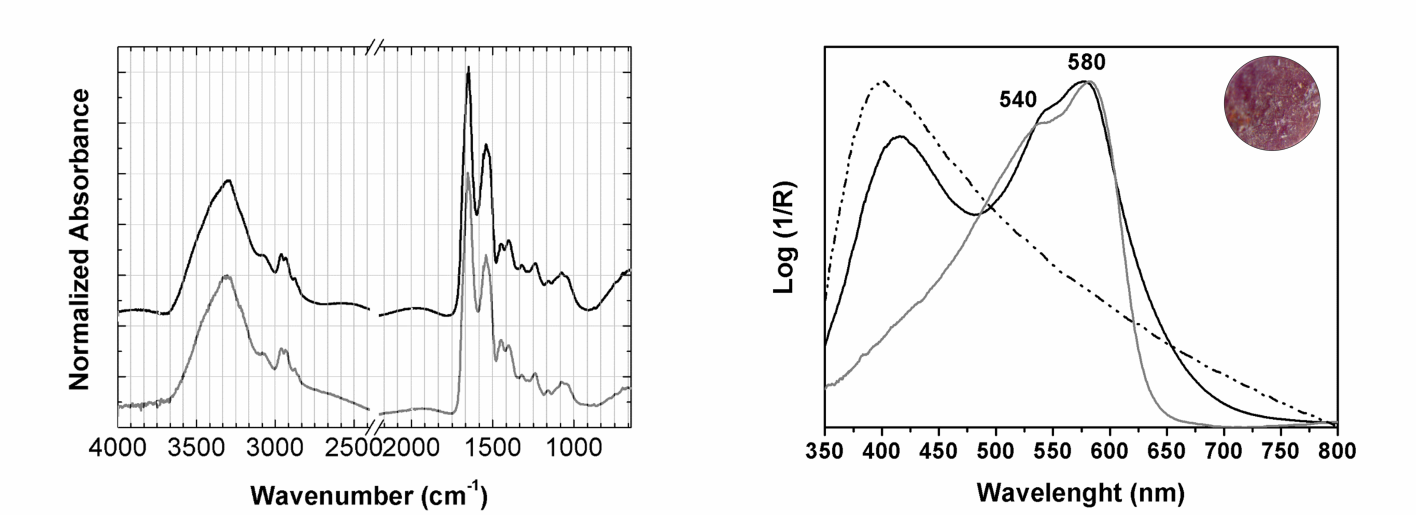 Normalized Absorbance
4000 3500 3000 2500 2000 1500 1000
Wavenumber (cm-1)
580
540
Log (1/R)
350 400 450 500 550 600 650 700 750 800
Wavelenght (nm)